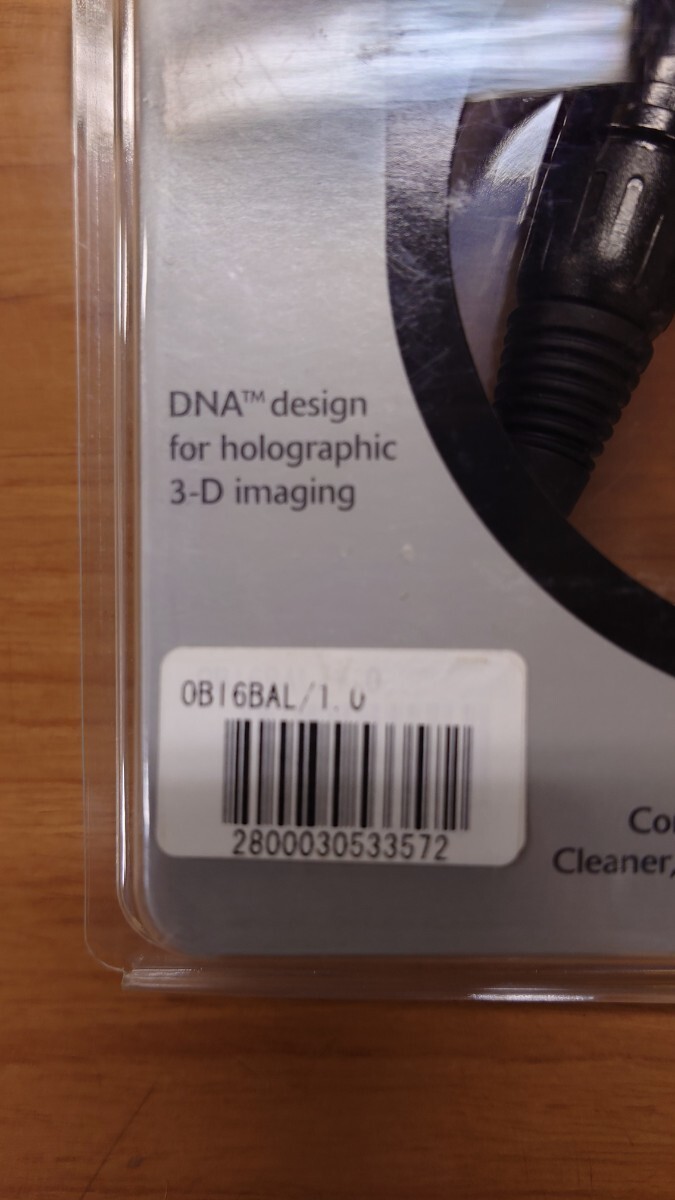 DNA™ design
for holographic
3-D imaging
OBI6BAL/1.0
2800030533572
Cleaner,